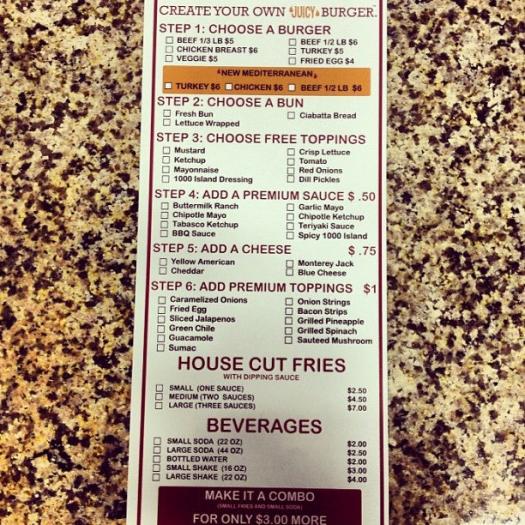 CREATE YOUR OWN JUICY BURGER™
STEP 1: CHOOSE A BURGER
BEEF 1/3 LB $5
BEEF 1/2 LB $6
CHICKEN BREAST $6
TURKEY $5
VEGGIE $5
FRIED EGG $4
NEW MEDITERRANEAN
TURKEY $6 CHICKEN $6 BEEF 1/2 LB $6
STEP 2: CHOOSE A BUN
Fresh Bun
Ciabatta Bread
Lettuce Wrapped
STEP 3: CHOOSE FREE TOPPINGS
Mustard
Crisp Lettuce
Ketchup
Tomato
Mayonnaise
Red Onions
1000 Island Dressing
Dill Pickles
STEP 4: ADD A PREMIUM SAUCE $ .50
Buttermilk Ranch
Garlic Mayo
Chipotle Mayo
Chipotle Ketchup
Tabasco Ketchup
Teriyaki Sauce
BBQ Sauce
Spicy 1000 Island
STEP 5: ADD A CHEESE $ .75
Yellow American
Monterey Jack
Cheddar
Blue Cheese
STEP 6: ADD PREMIUM TOPPINGS $1
Caramelized Onions
Onion Strings
Fried Egg
Bacon Strips
Sliced Jalapenos
Grilled Pineapple
Green Chile
Grilled Spinach
Guacamole
Sauteed Mushroom
Sumac
HOUSE CUT FRIES
WITH DIPPING SAUCE
SMALL (ONE SAUCE) $2.50
MEDIUM (TWO SAUCES) $4.50
LARGE (THREE SAUCES) $7.00
BEVERAGES
SMALL SODA (22 OZ) $2.00
LARGE SODA (44 OZ) $2.50
BOTTLED WATER $2.00
SMALL SHAKE (16 OZ) $3.00
LARGE SHAKE (22 OZ) $4.00
MAKE IT A COMBO
(SMALL FRIES AND SMALL SODA)
FOR ONLY $3.00 MORE